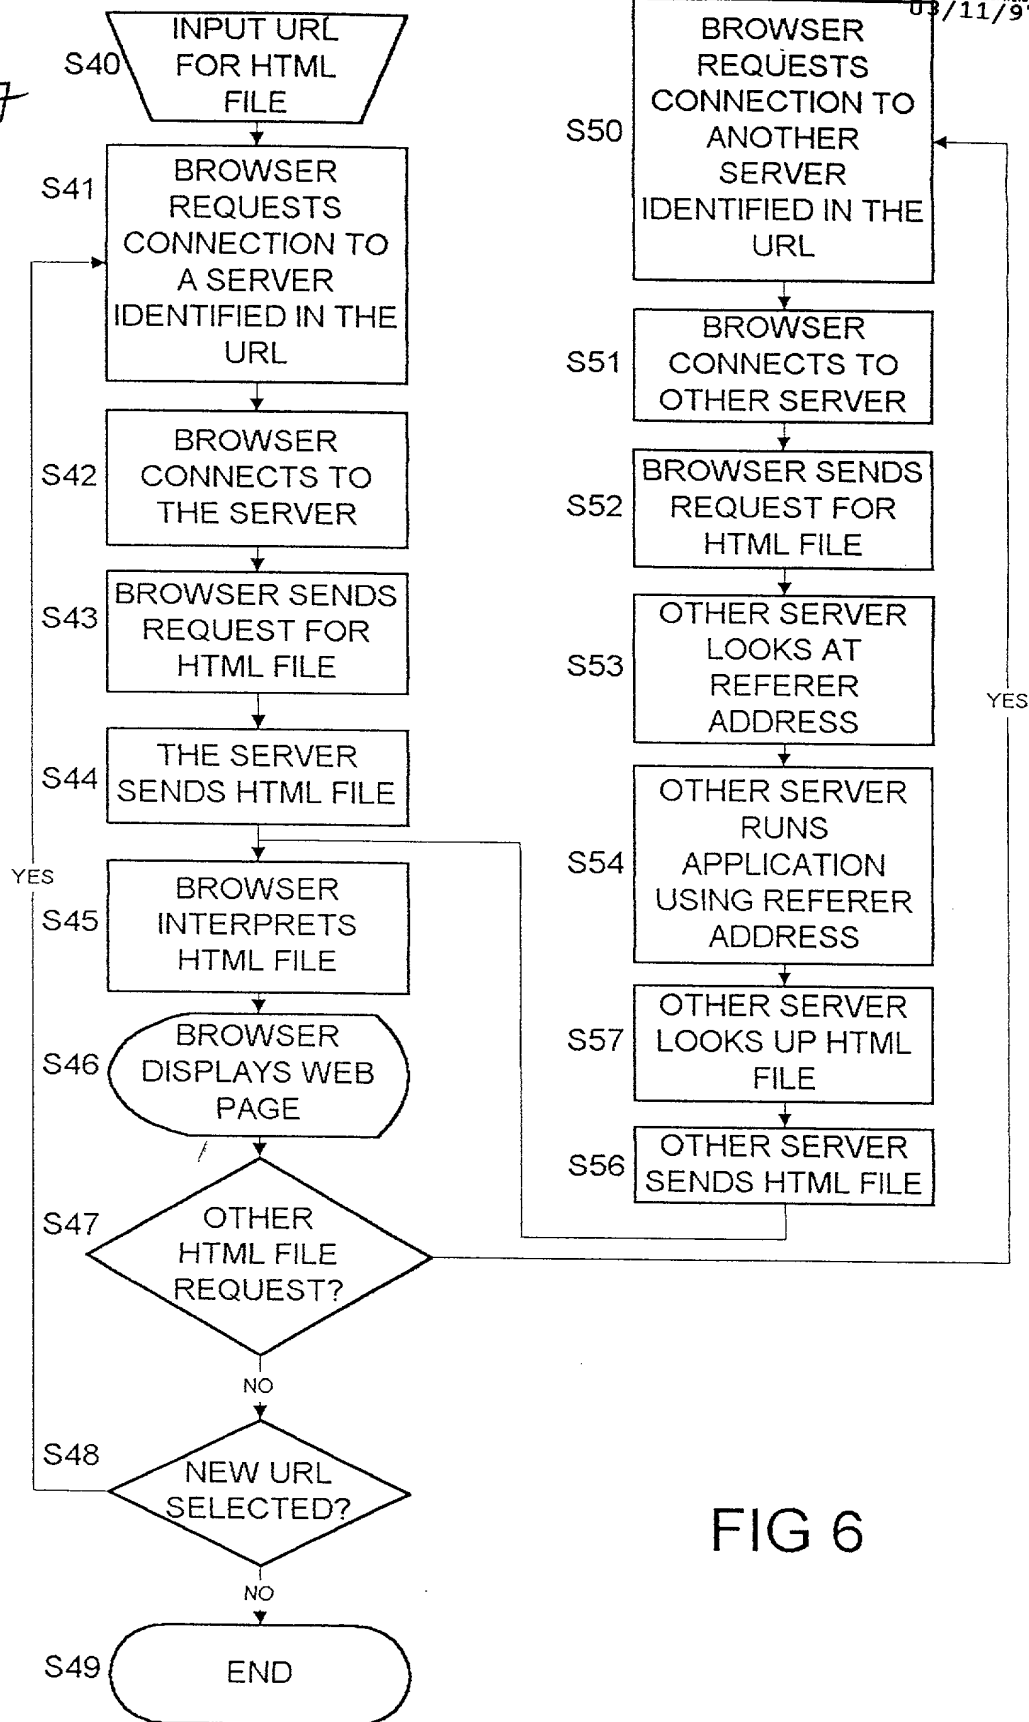 S40
INPUT URL
FOR HTML
FILE
S41
BROWSER
REQUESTS
CONNECTION TO
A SERVER
IDENTIFIED IN THE
URL
S42
BROWSER
CONNECTS TO
THE SERVER
S43
BROWSER SENDS
REQUEST FOR
HTML FILE
S44
THE SERVER
SENDS HTML FILE
YES
S45
BROWSER
INTERPRETS
HTML FILE
S46
BROWSER
DISPLAYS WEB
PAGE
S47
OTHER
HTML FILE
REQUEST?
NO
S48
NEW URL
SELECTED?
NO
S49
END
03/11/9
S50
BROWSER
REQUESTS
CONNECTION TO
ANOTHER
SERVER
IDENTIFIED IN THE
URL
S51
BROWSER
CONNECTS TO
OTHER SERVER
S52
BROWSER SENDS
REQUEST FOR
HTML FILE
S53
OTHER SERVER
LOOKS AT
REFERER
ADDRESS
YES
S54
OTHER SERVER
RUNS
APPLICATION
USING REFERER
ADDRESS
S57
OTHER SERVER
LOOKS UP HTML
FILE
S56
OTHER SERVER
SENDS HTML FILE
FIG 6